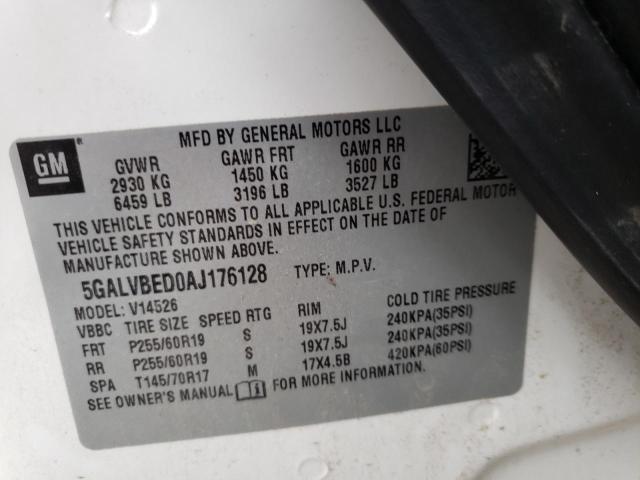 MFD BY GENERAL MOTORS LLC
GM
GVWR GAWR FRT GAWR RR
2930 KG 1450 KG 1600 KG
6459 LB 3196 LB 3527 LB
THIS VEHICLE CONFORMS TO ALL APPLICABLE U.S. FEDERAL MOTOR
VEHICLE SAFETY STANDARDS IN EFFECT ON THE DATE OF
MANUFACTURE SHOWN ABOVE.
5GALVBED0AJ176128 TYPE: M.P.V.
MODEL: V14526
VBBC TIRE SIZE SPEED RTG RIM COLD TIRE PRESSURE
FRT P255/60R19 S 19X7.5J 240KPA(35PSI)
RR P255/60R19 S 19X7.5J 240KPA(35PSI)
SPA T145/70R17 M 17X4.5B 420KPA(60PSI)
SEE OWNER'S MANUAL FOR MORE INFORMATION.